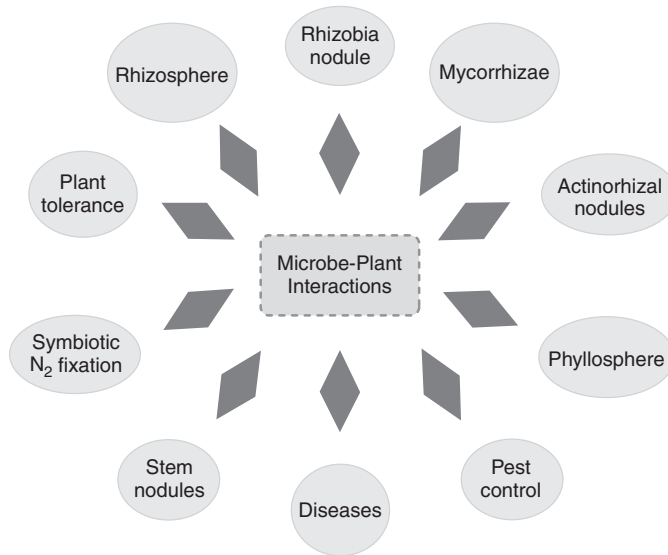 Rhizobia
nodule
Rhizosphere
Mycorrhizae
Plant
tolerance
Actinorhizal
nodules
Microbe-Plant
Interactions
Symbiotic
N₂ fixation
Phyllosphere
Stem
nodules
Pest
control
Diseases